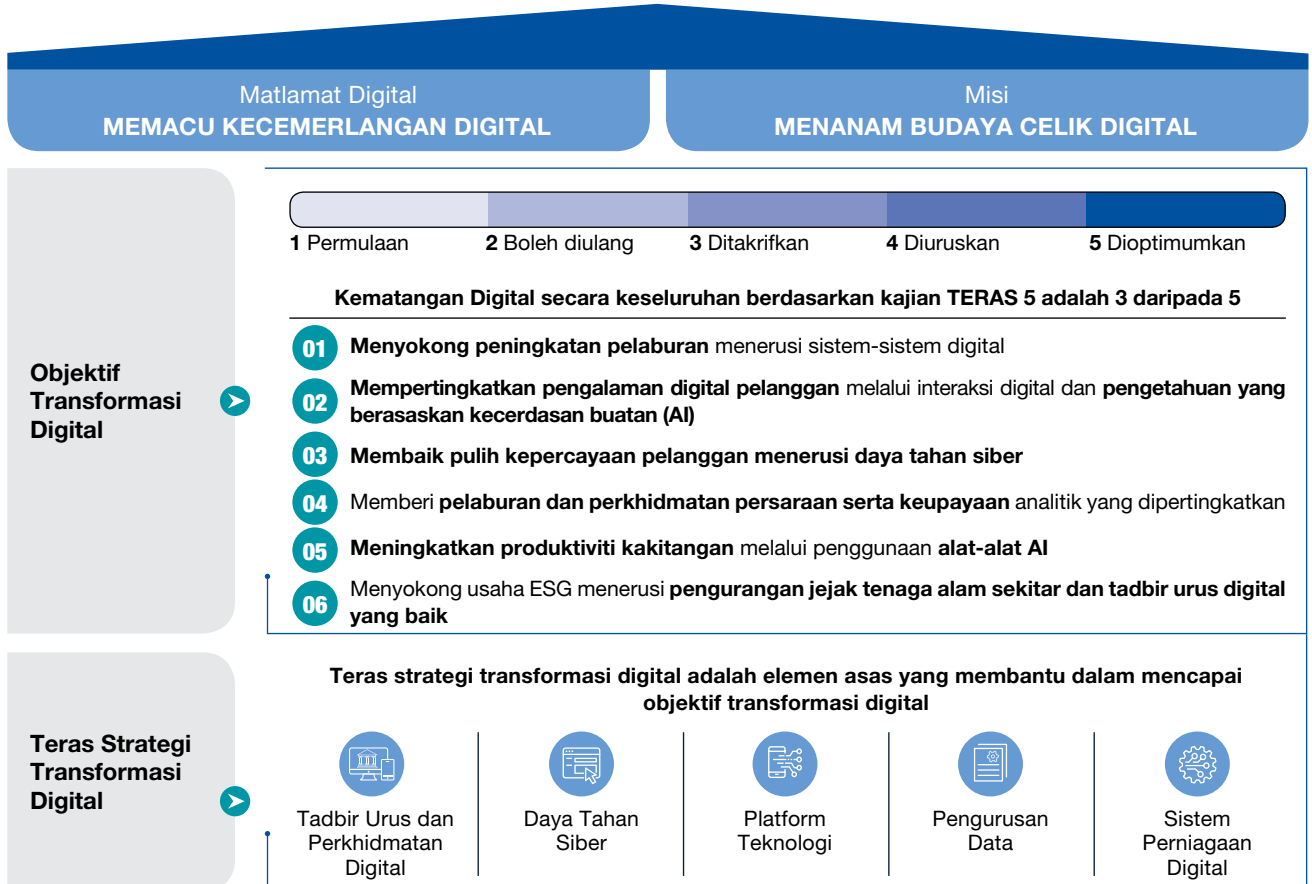 Matlamat Digital
MEMACU KECEMERLANGAN DIGITAL
Misi
MENANAM BUDAYA CELIK DIGITAL
Objektif
Transformasi
Digital
1 Permulaan
2 Boleh diulang
3 Ditakrifkan
4 Diuruskan
5 Dioptimumkan
Kematangan Digital secara keseluruhan berdasarkan kajian TERAS 5 adalah 3 daripada 5
01 Menyokong peningkatan pelaburan menerusi sistem-sistem digital
02 Mempertingkatkan pengalaman digital pelanggan melalui interaksi digital dan pengetahuan yang
berasaskan kecerdasan buatan (AI)
03 Membaik pulih kepercayaan pelanggan menerusi daya tahan siber
04 Memberi pelaburan dan perkhidmatan persaraan serta keupayaan analitik yang dipertingkatkan
05 Meningkatkan produktiviti kakitangan melalui penggunaan alat-alat AI
06 Menyokong usaha ESG menerusi pengurangan jejak tenaga alam sekitar dan tadbir urus digital
yang baik
Teras Strategi
Transformasi
Digital
Teras strategi transformasi digital adalah elemen asas yang membantu dalam mencapai
objektif transformasi digital
Tadbir Urus dan
Perkhidmatan
Digital
Daya Tahan
Siber
Platform
Teknologi
Pengurusan
Data
Sistem
Perniagaan
Digital